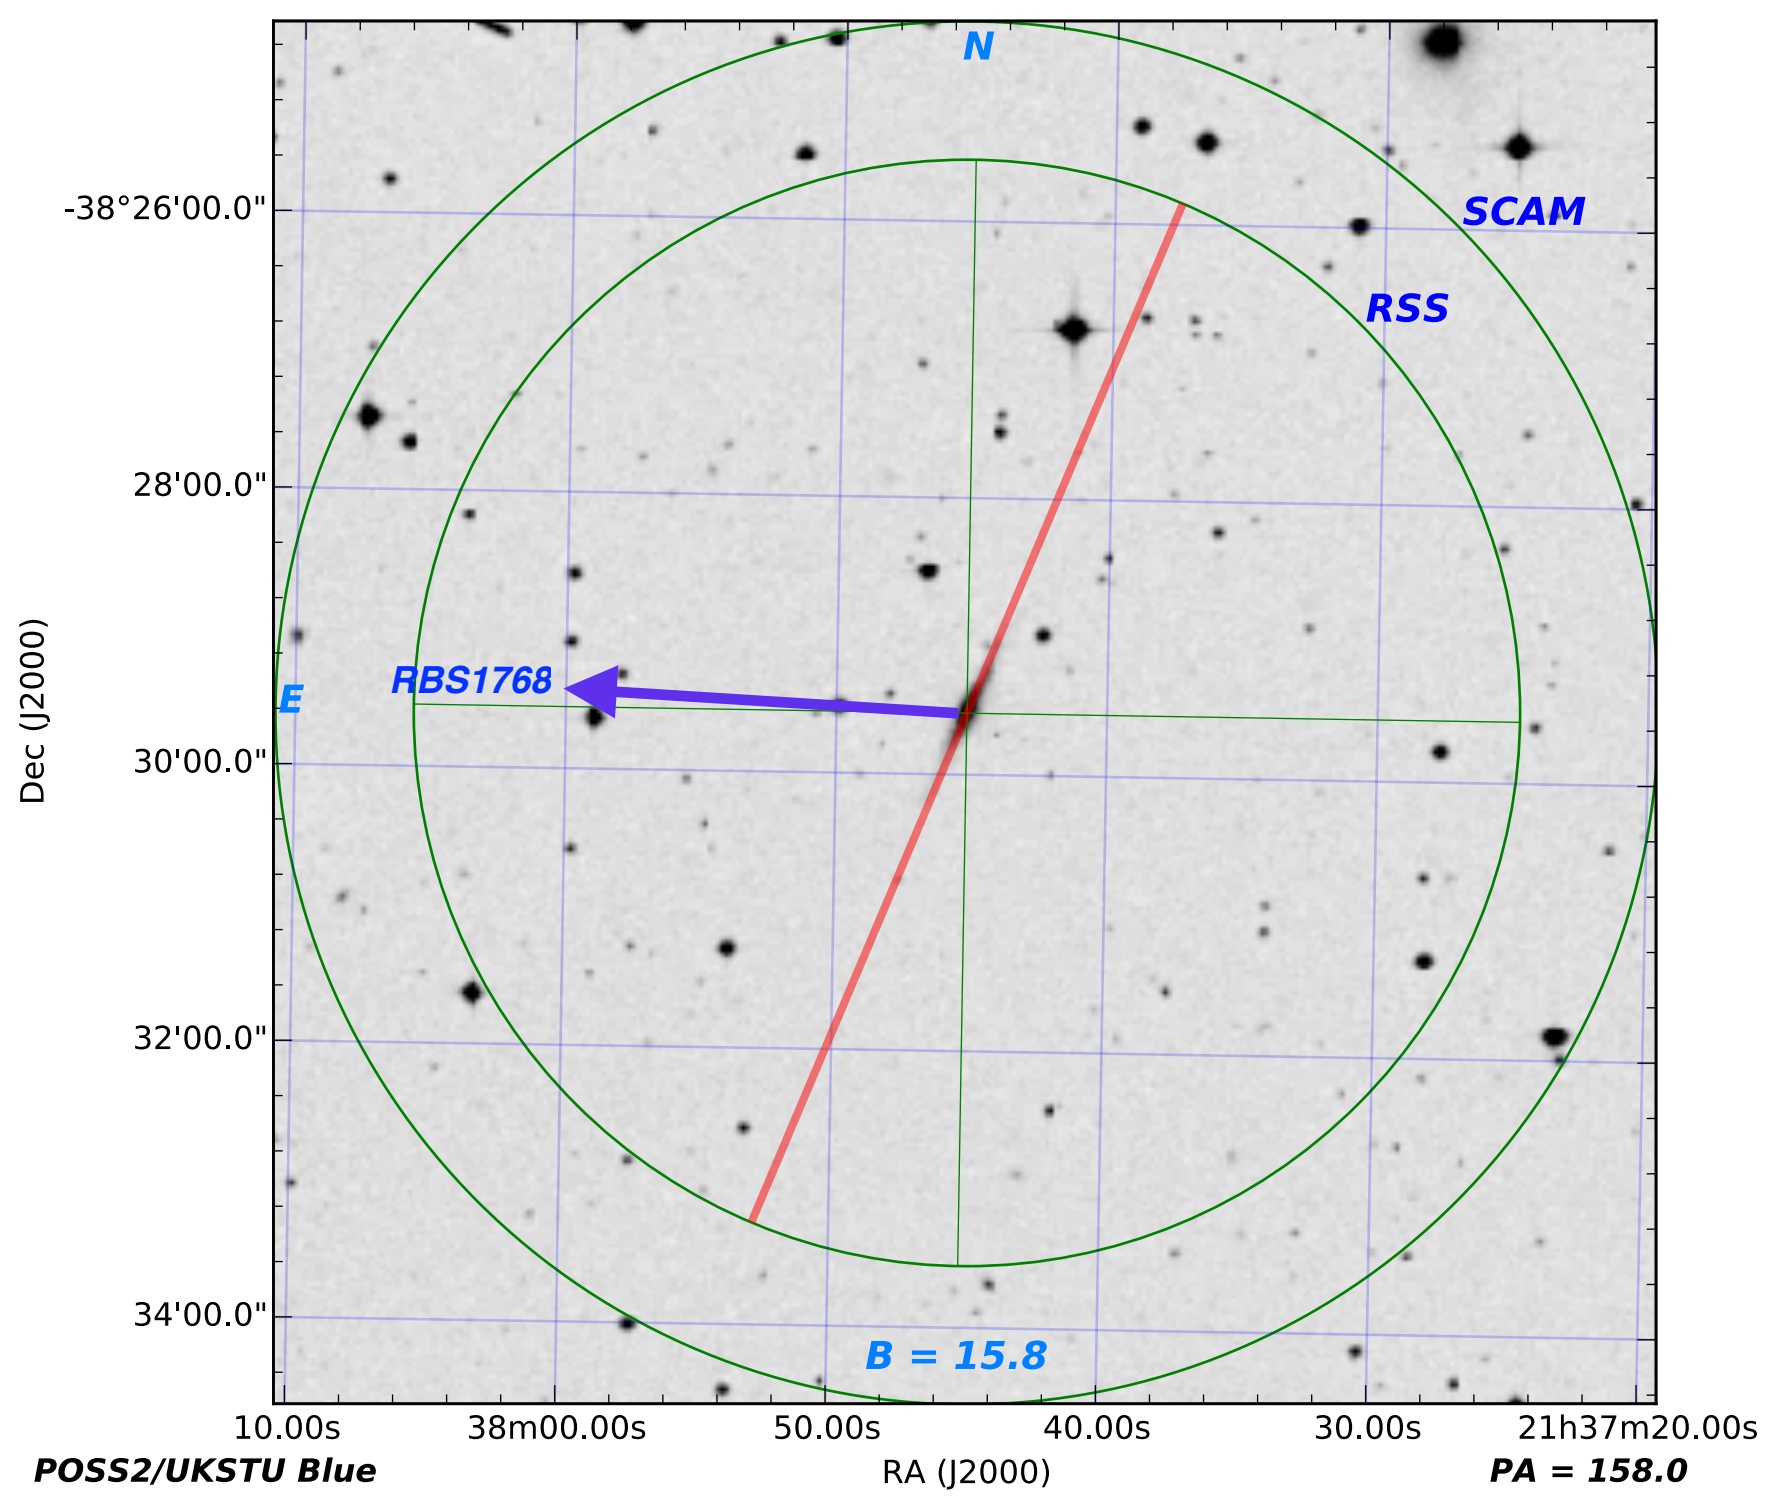 N
-38°26'00.0"
SCAM
RSS
28'00.0"
RBS1768
E
30'00.0"
Dec (J2000)
32'00.0"
34'00.0"
B = 15.8
10.00s
38m00.00s
50.00s
40.00s
30.00s
21h37m20.00s
POSS2/UKSTU Blue
RA (J2000)
PA = 158.0